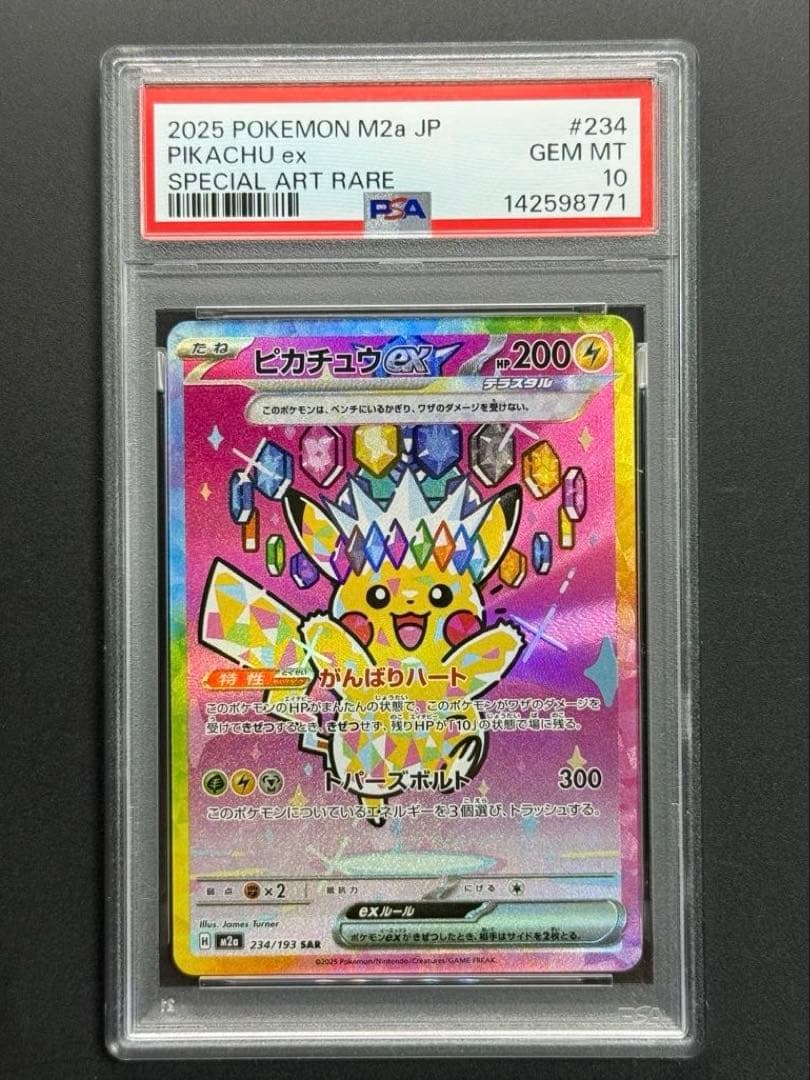 2025 POKEMON M2a JP #234
PIKACHU ex GEM MT
SPECIAL ART RARE 10
PSA 142598771
たね ピカチュウex HP200
テラスタル
このポケモンは、ベンチにいるかぎり、ワザのダメージを受けない。
特性 がんばりハート
このポケモンのHPがまんたんの状態で、このポケモンがワザのダメージを
受けてきぜつするとき、きぜつせず、残りHPが「10」の状態で場に残る。
トパーズボルト 300
このポケモンについているエネルギーを3個選び、トラッシュする。
弱点 ×2 抵抗力 にげる
exルール
ポケモンexがきぜつしたとき、相手はサイドを2枚とる。
Illus. James Turner
H M2a 234/193 SAR
©2025 Pokémon/Nintendo/Creatures/GAME FREAK.
PSA